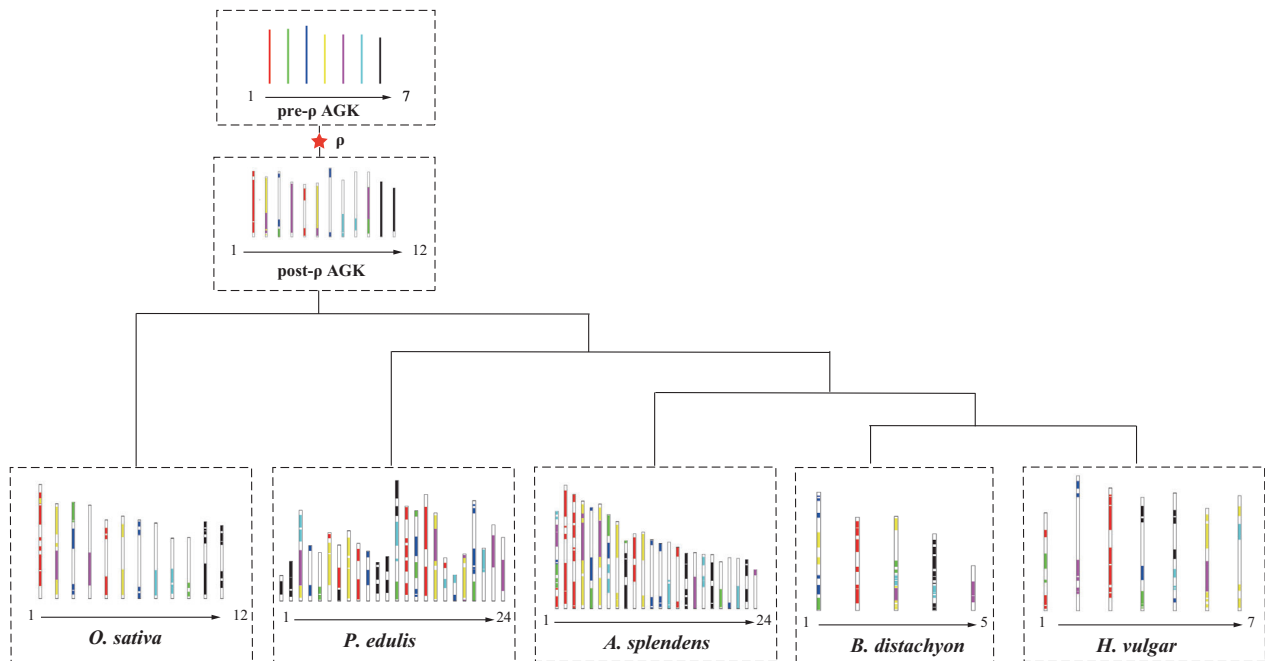 1 7
pre-ρ AGK
ρ
1 12
post-ρ AGK
1 12
O. sativa
1 24
P. edulis
1 24
A. splendens
1 5
B. distachyon
1 7
H. vulgar